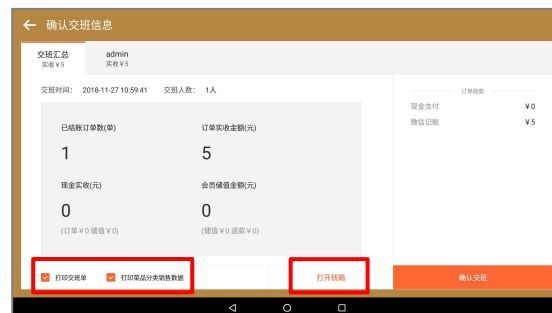 确认交班信息
交班汇总
实收¥5
admin
实收¥5
交班时间： 2018-11-27 10:59:41 交班人数： 1人
已结账订单数(单) 订单实收金额(元)
1 5
现金实收(元) 会员储值金额(元)
0 0
(订单¥0 储值¥0) (储值¥0 退款¥0)
打印交班单 打印菜品分类销售数据 打开钱箱
订单收款
现金支付 ¥0
微信记账 ¥5
确认交班